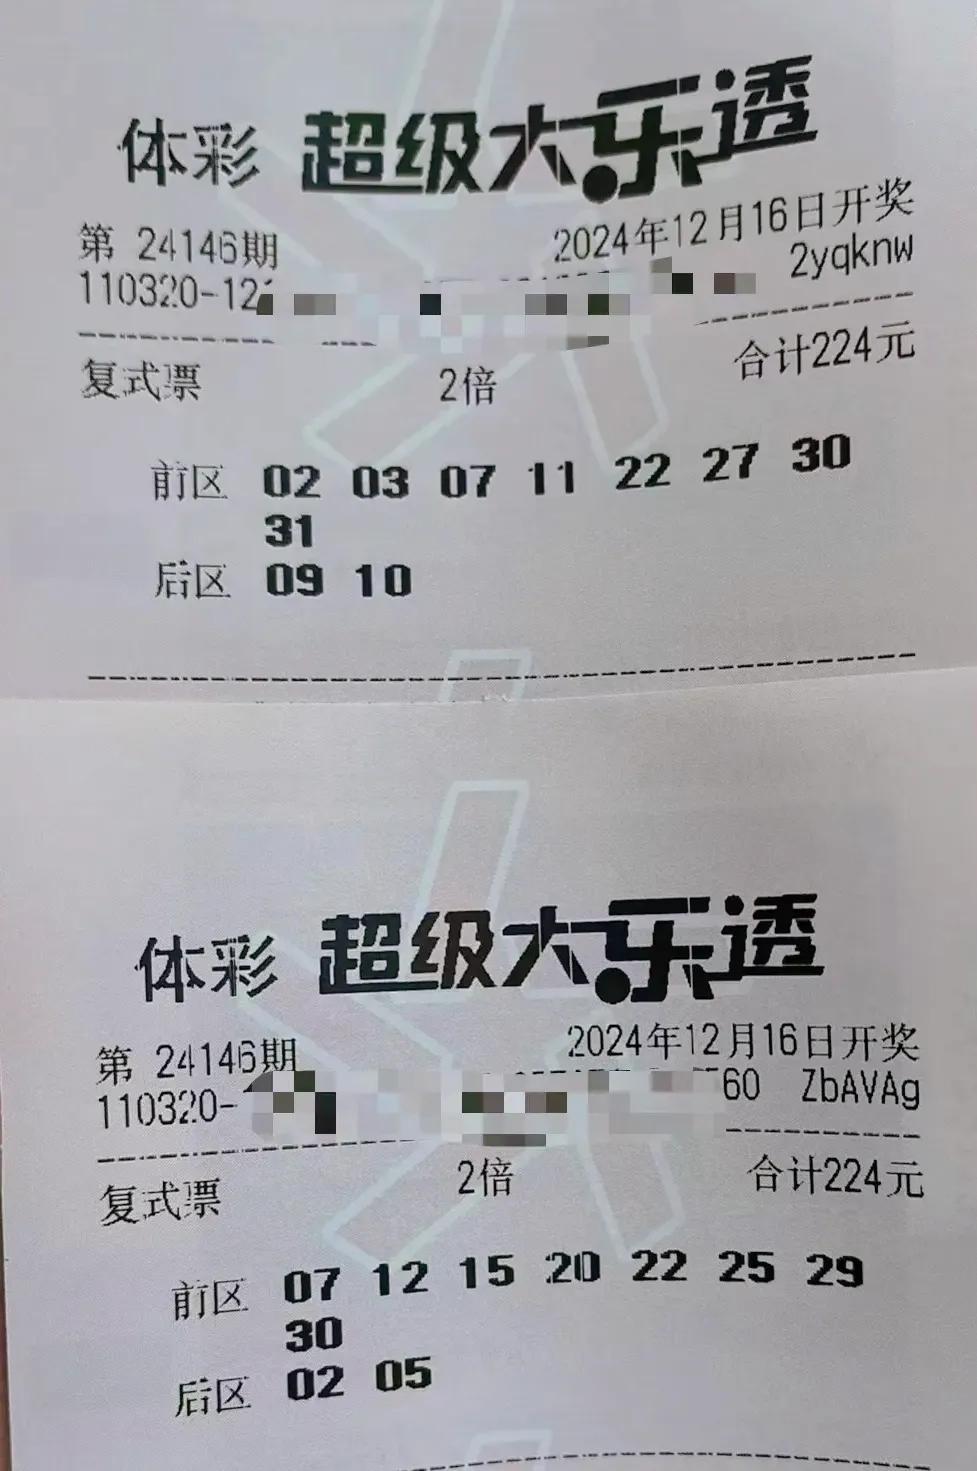 体彩 超级大乐透
第 24146期 2024年12月16日开奖
110320-12 2yqknw
复式票 2倍 合计224元
前区 02 03 07 11 22 27 30
31
后区 09 10
体彩 超级大乐透
第 24146期 2024年12月16日开奖
110320- 60 ZbAVAg
复式票 2倍 合计224元
前区 07 12 15 20 22 25 29
30
后区 02 05